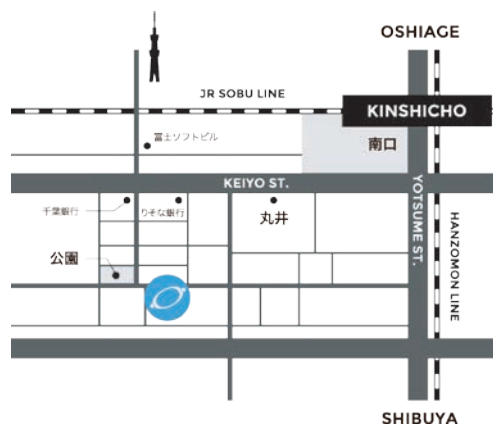 OSHIAGE
JR SOBU LINE
KINSHICHO
富士ソフトビル
南口
KEIYO ST.
千葉銀行
りそな銀行
丸井
公園
YOTSUME ST.
HANZOMON LINE
SHIBUYA